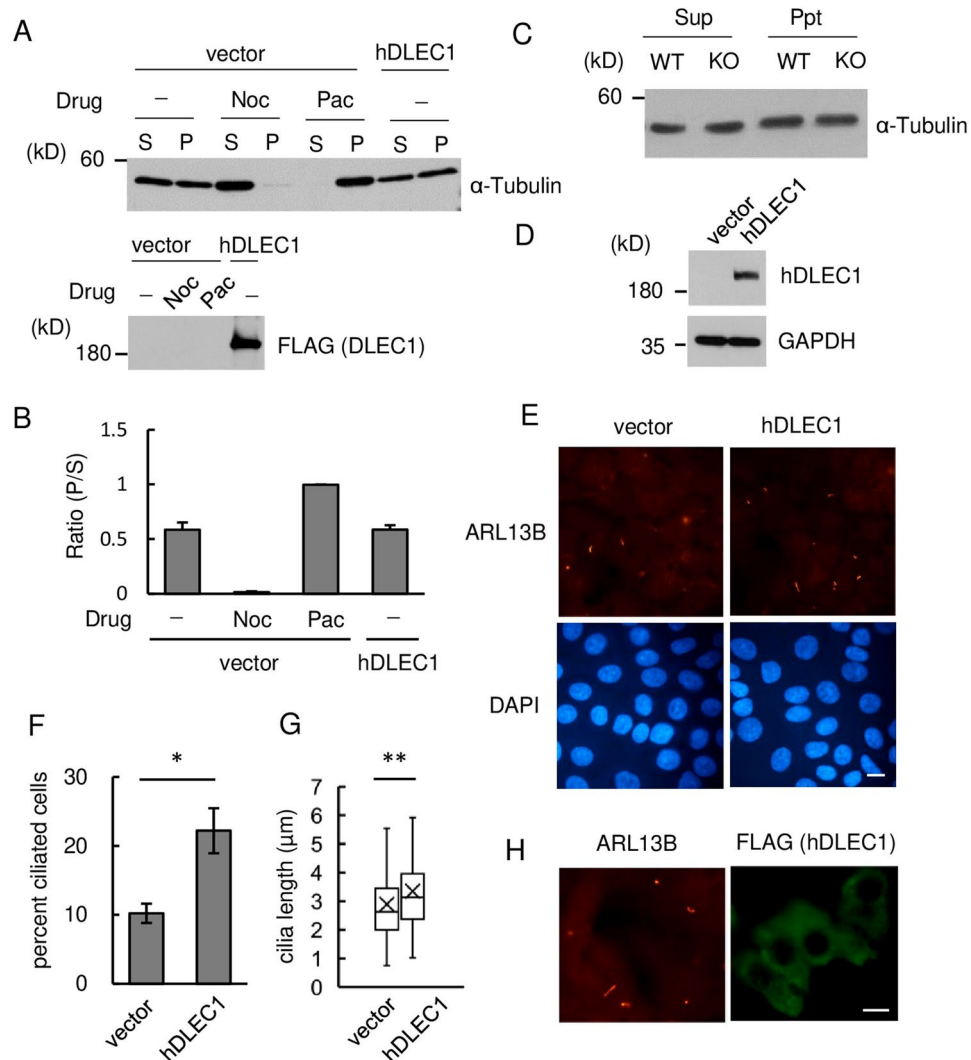 A
vector
hDLEC1
Drug
–
Noc
Pac
–
(kD)
S P S P S P S P
60
α-Tubulin
vector
hDLEC1
Drug
–
Noc
Pac
–
(kD)
180
FLAG (DLEC1)
B
Ratio (P/S)
1.5
1
0.5
0
Drug
–
Noc
Pac
–
vector
hDLEC1
C
Sup
Ppt
(kD)
WT KO WT KO
60
α-Tubulin
D
vector
hDLEC1
(kD)
180
hDLEC1
35
GAPDH
E
vector
hDLEC1
ARL13B
DAPI
F
percent ciliated cells
30
20
10
0
*
vector
hDLEC1
G
cilia length (μm)
7
6
5
4
3
2
1
0
**
vector
hDLEC1
H
ARL13B
FLAG (hDLEC1)